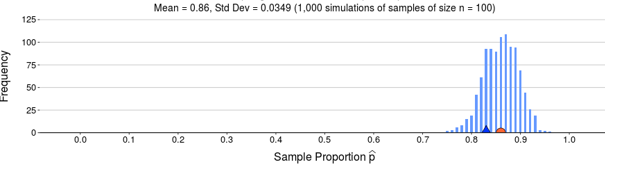 Mean = 0.86, Std Dev = 0.0349 (1,000 simulations of samples of size n = 100)
125
100
75
50
25
0
Frequency
0.0 0.1 0.2 0.3 0.4 0.5 0.6 0.7 0.8 0.9 1.0
Sample Proportion p̂